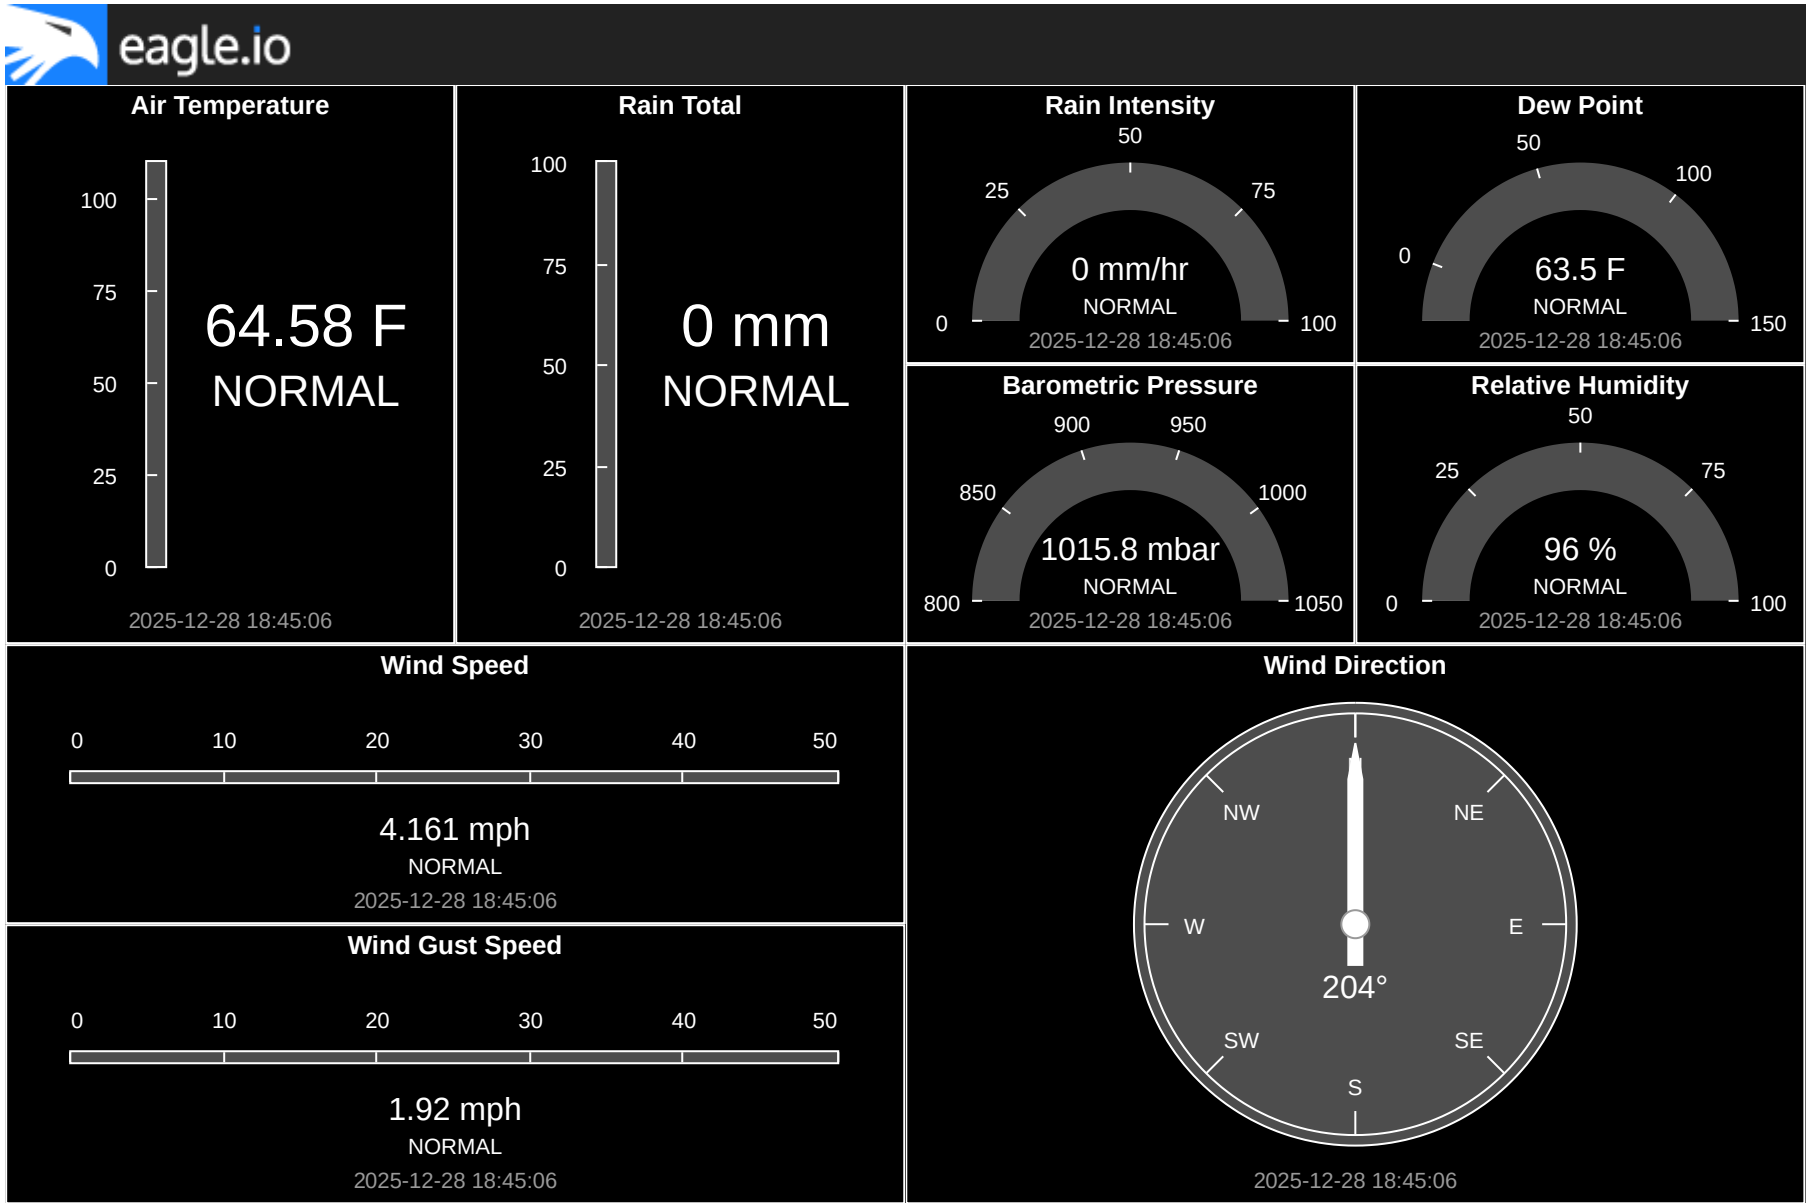 eagle.io
Air Temperature
100
75
50
25
0
64.58 F
NORMAL
2025-12-28 18:45:06
Rain Total
100
75
50
25
0
0 mm
NORMAL
2025-12-28 18:45:06
Rain Intensity
0
25
50
75
100
0 mm/hr
NORMAL
2025-12-28 18:45:06
Dew Point
0
50
100
150
63.5 F
NORMAL
2025-12-28 18:45:06
Barometric Pressure
800
850
900
950
1000
1050
1015.8 mbar
NORMAL
2025-12-28 18:45:06
Relative Humidity
0
25
50
75
100
96 %
NORMAL
2025-12-28 18:45:06
Wind Speed
0 10 20 30 40 50
4.161 mph
NORMAL
2025-12-28 18:45:06
Wind Gust Speed
0 10 20 30 40 50
1.92 mph
NORMAL
2025-12-28 18:45:06
Wind Direction
NW NE
W E
204°
SW SE
S
2025-12-28 18:45:06